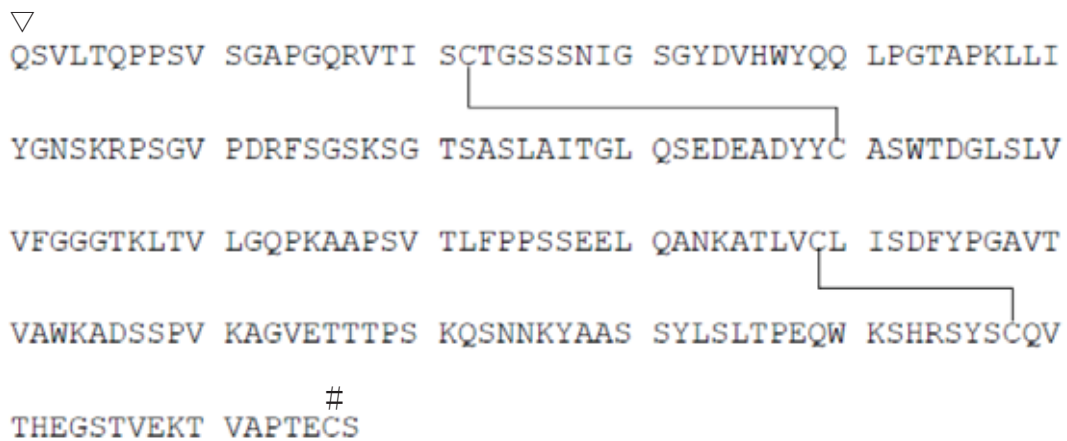 ▽
QSVLTQPPSV SGAPGQRVTI SCTGSSSNIG SGYDVHWYQQ LPGTAPKLLI
YGNSKRPSGV PDRFSGSKSG TSASLAITGL QSEDEADYYC ASWTDGLSLV
VFGGGTKLTV LGQPKAAPSV TLFPPSSEEL QANKATLVCL ISDFYPGAVT
VAWKADSSPV KAGVETTTPS KQSNNKYAAS SYLSLTPEQW KSHRSYSCQV
#
THEGSTVEKT VAPTECS